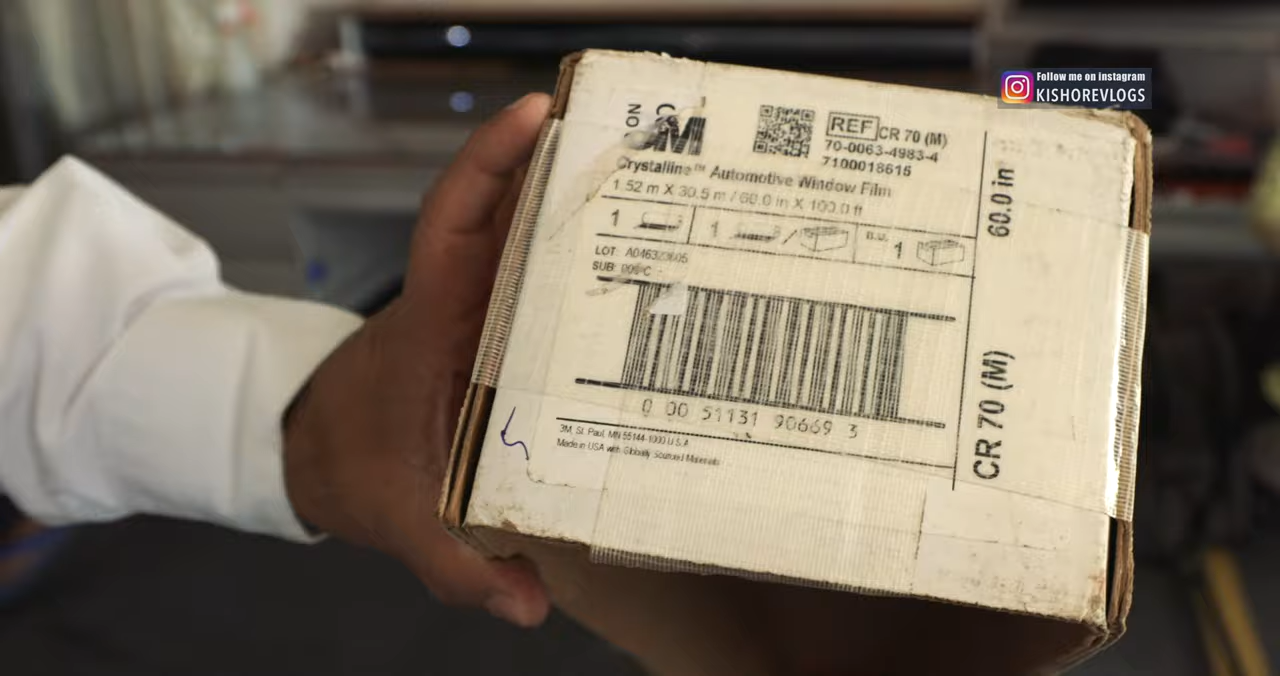 Follow me on instagram
KISHOREVLOGS
3M
REF CR 70 (M)
70-0063-4983-4
7100018615
Crystalline™ Automotive Window Film
1.52 m X 30.5 m / 60.0 in X 100.0 ft
1
1
/
1
LOT:
SUB:
0 00 51131 90669 3
3M, St. Paul, MN 55144-1000 U.S.A
Made in USA with Globally Sourced Materials
60.0 in
CR 70 (M)